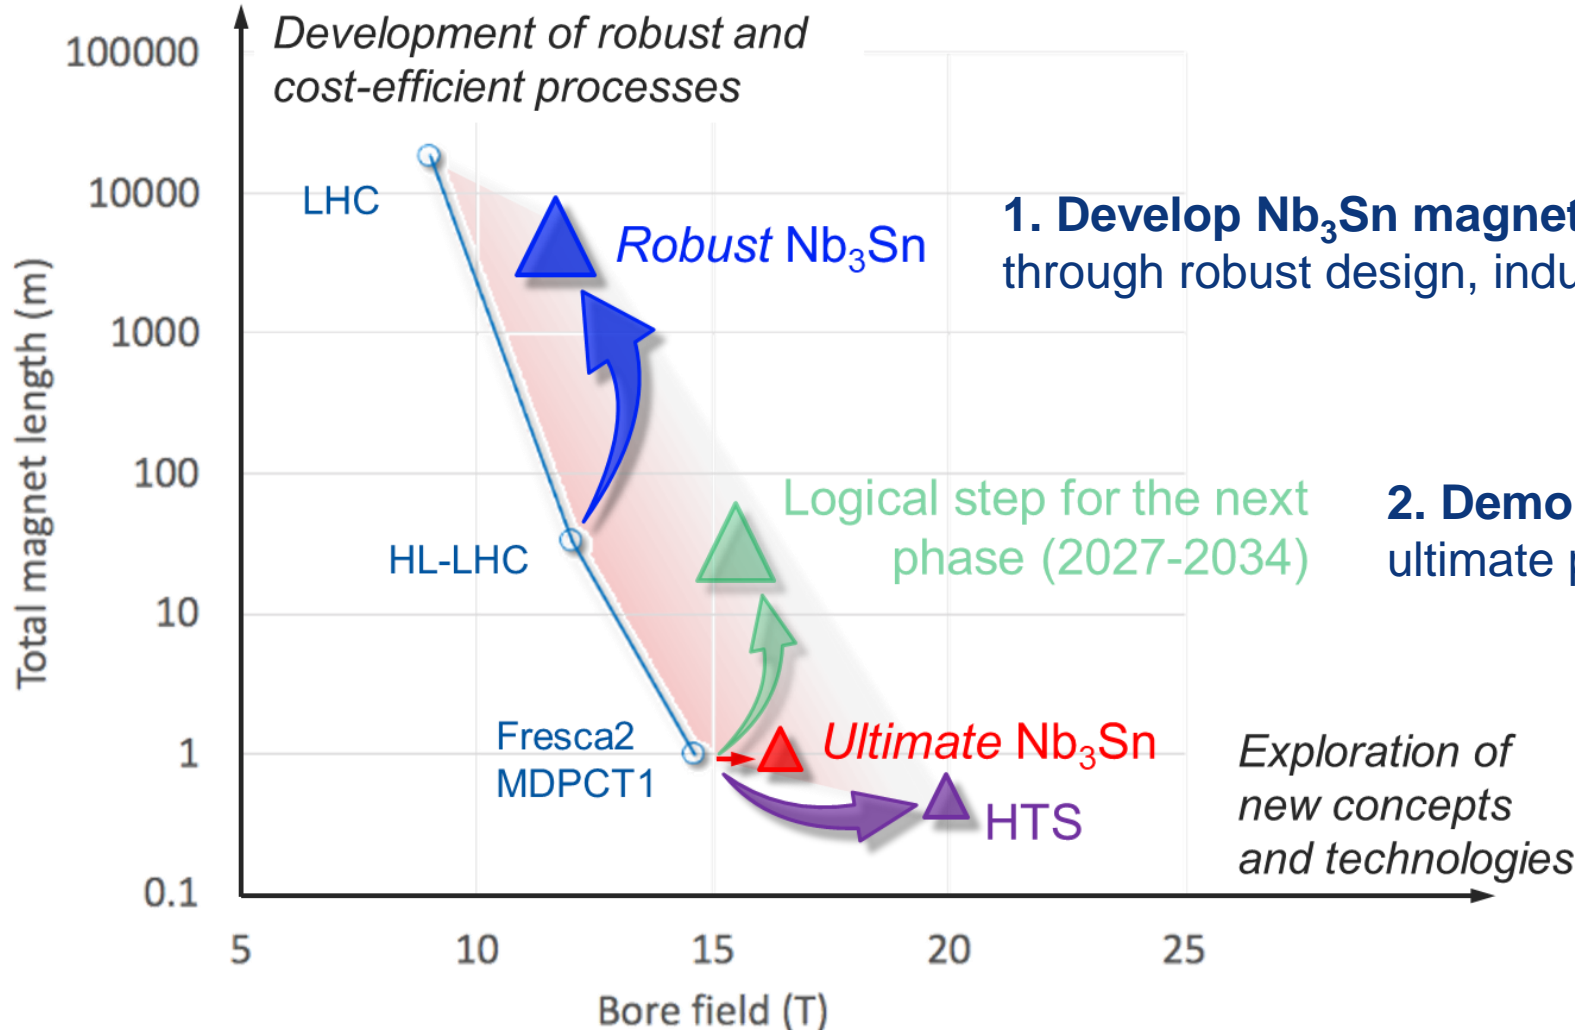 Development of robust and
cost-efficient processes
100000
10000
1000
100
10
1
0.1
Total magnet length (m)
LHC
Robust Nb₃Sn
1. Develop Nb₃Sn magnet
through robust design, indu
HL-LHC
Logical step for the next
phase (2027-2034)
2. Demo
ultimate p
Fresca2
MDPCT1
Ultimate Nb₃Sn
HTS
Exploration of
new concepts
and technologies
5 10 15 20 25
Bore field (T)